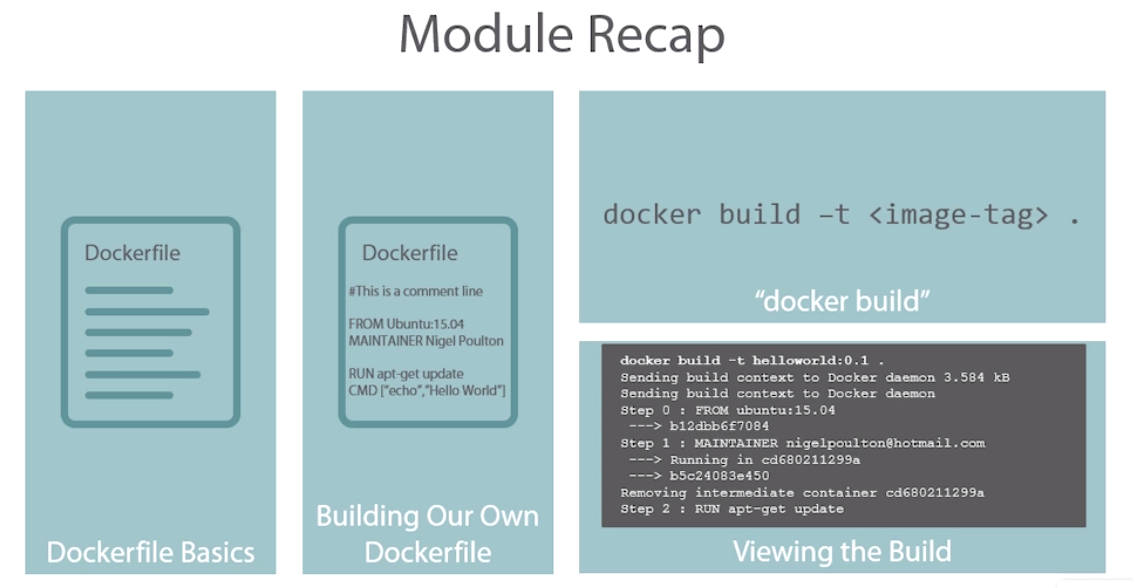 Module Recap
Dockerfile
Dockerfile Basics
Dockerfile
#This is a comment line
FROM Ubuntu:15.04
MAINTAINER Nigel Poulton
RUN apt-get update
CMD [“echo”,”Hello World”]
Building Our Own
Dockerfile
docker build –t <image-tag> .
“docker build”
docker build -t helloworld:0.1 .
Sending build context to Docker daemon 3.584 kB
Sending build context to Docker daemon
Step 0 : FROM ubuntu:15.04
---> b12dbb6f7084
Step 1 : MAINTAINER nigelpoulton@hotmail.com
---> Running in cd680211299a
---> b5c24083e450
Removing intermediate container cd680211299a
Step 2 : RUN apt-get update
Viewing the Build